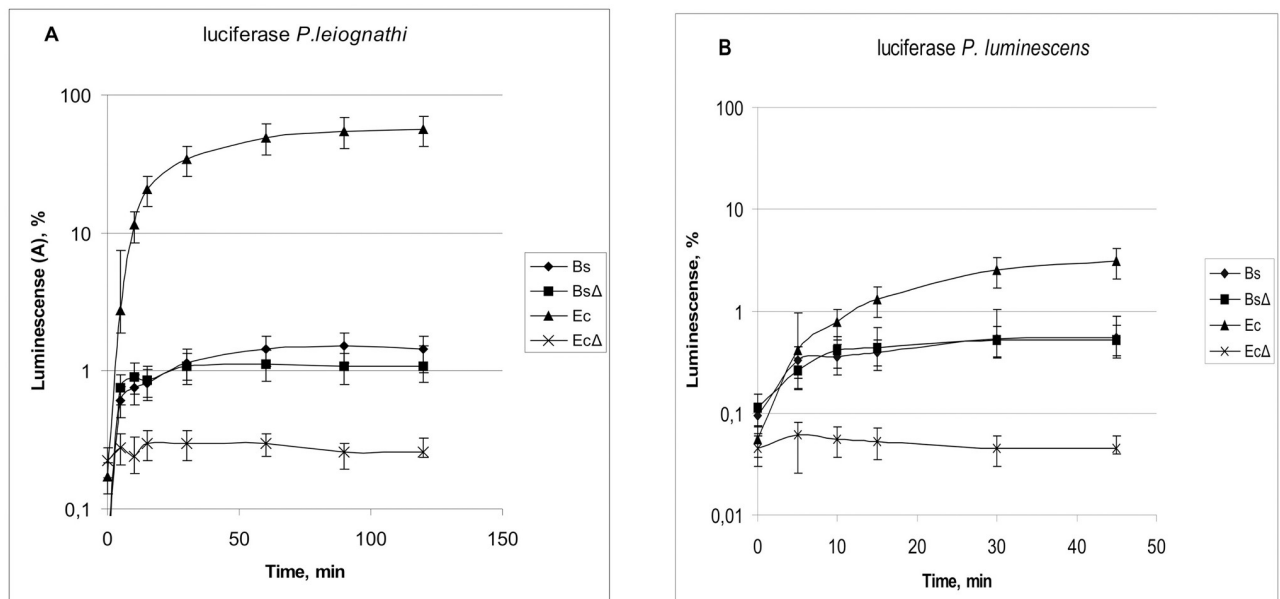 A
luciferase P.leiognathi
100
10
1
0,1
Luminescense (A), %
0
50
100
150
Time, min
Bs
BsΔ
Ec
EcΔ
B
luciferase P. luminescens
100
10
1
0,1
0,01
Luminescense, %
0
10
20
30
40
50
Time, min
Bs
BsΔ
Ec
EcΔ